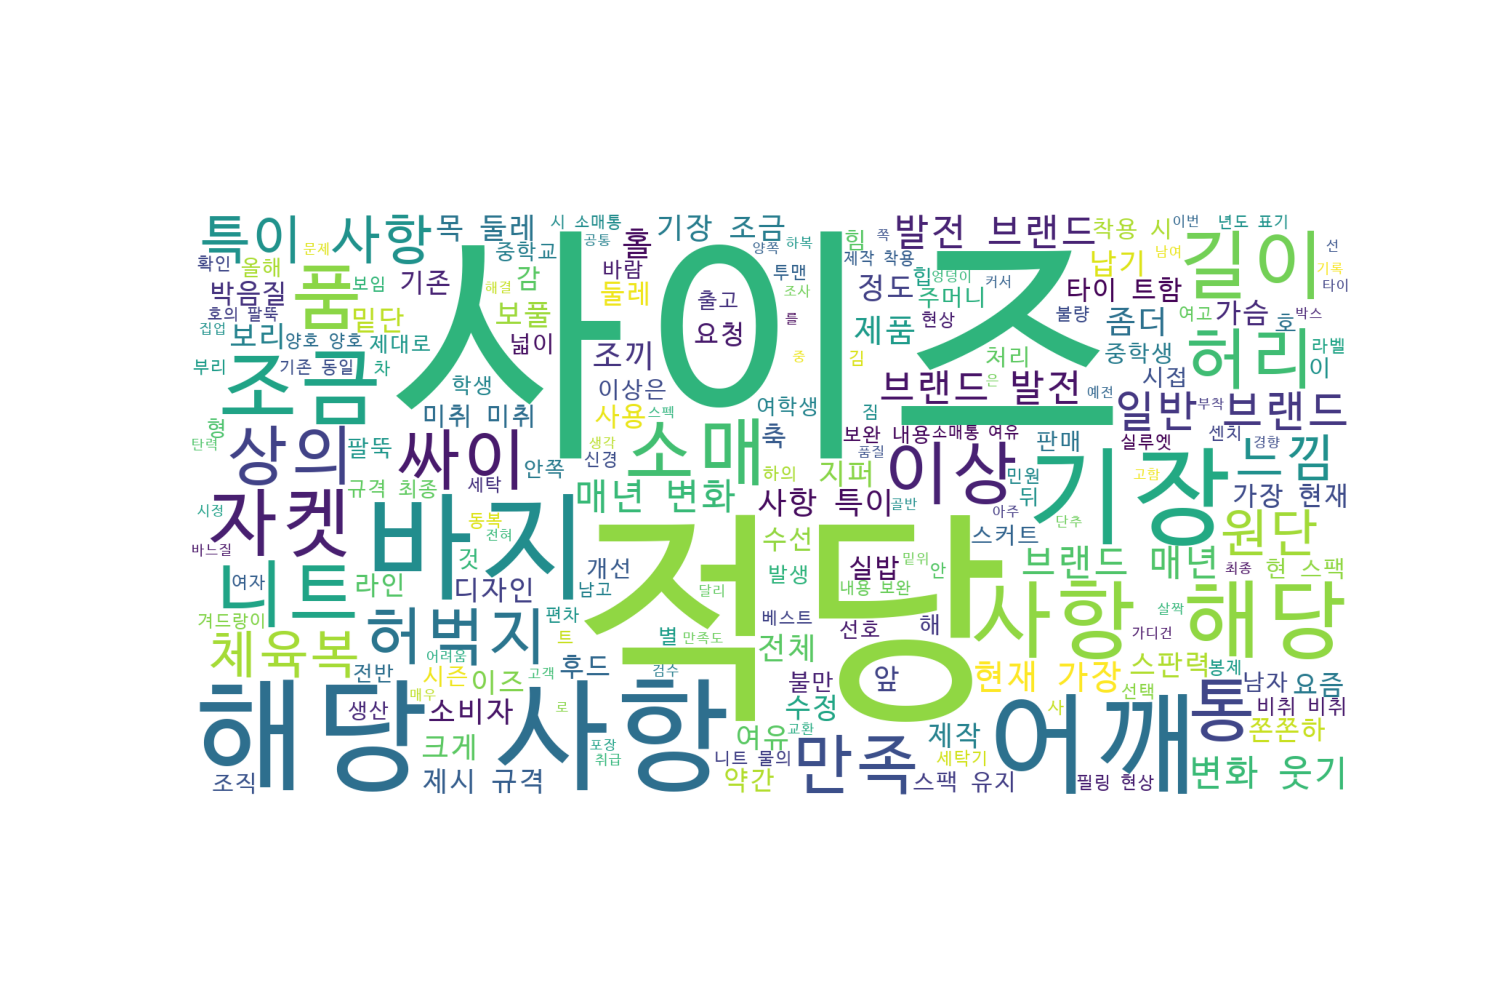 특이 사항
문제
목 둘레
시 소매통
공통
홀
기장 조금
양쪽
하복
힘
쪽
발전 브랜드
착용 시
이번
년도 표기
확인
올해
품
보임
기존
중학교
감
바람
투맨
제작 착용
사이즈
힙
엉덩이
정도
커서
납기
남여
길이
선
기록
박음질
해결
둘레
출고
조사
주머니
타이 트함
타이
호의 팔뚝
밑단
보풀
요청
를
제품
현상
불량
좀더
여고
가슴
박스
집업
보리
양호 양호
제대로
넓이
조끼
중
김
처리
중학생
호
허리
라벨
부리
조금
기존 동일
차
학생
이상은
브랜드 발전
은
예전
시접
이
형
미취 미취
사용
스펙
여학생
짐
일반 브랜드
부착
탄력
상의
팔뚝
싸이
안쪽
생각
신경
소매
축
보완 내용
소매통 여유
품질
판매
실루엣
센치
경향
느낌
규격 최종
세탁
하의
지퍼
이상
민원
기장
고함
시정
자켓
매년 변화
사항 특이
골반
아주
뒤
가장 현재
바느질
동복
전혀
바지
적당
수선
스커트
단추
원단
여자
니트
것
개선
발생
실밥
밑위
안
브랜드 매년
최종
현 스팩
겨드랑이
라인
디자인
남고
달리
내용 보완
사항
해당
살짝
허벅지
편차
베스트
선호
해
가디건
체육복
트
별
만족도
전체
전반
어려움
후드
검수
현재 가장
스판력
봉제
시즌
이즈
고객
불만
앞
선택
통
남자
요즘
해당 사항
생산
매우
소비자
로
수정
사
어깨
비취 비취
크게
포장
여유
교환
만족
제작
쫀쫀하
조직
제시 규격
취급
니트 물의
약간
세탁기
스팩 유지
필링 현상
변화 웃기